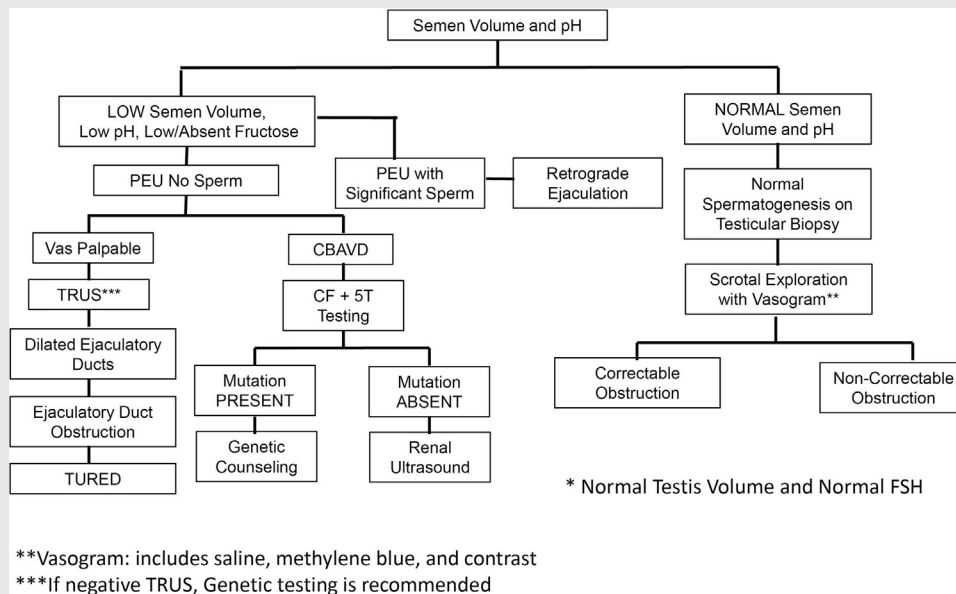 Semen Volume and pH
LOW Semen Volume,
Low pH, Low/Absent Fructose
NORMAL Semen
Volume and pH
PEU No Sperm
PEU with
Significant Sperm
Retrograde
Ejaculation
Normal
Spermatogenesis on
Testicular Biopsy
Vas Palpable
CBAVD
TRUS***
CF + 5T
Testing
Scrotal Exploration
with Vasogram**
Dilated Ejaculatory
Ducts
Mutation
PRESENT
Mutation
ABSENT
Correctable
Obstruction
Non-Correctable
Obstruction
Ejaculatory Duct
Obstruction
Genetic
Counseling
Renal
Ultrasound
TURED
* Normal Testis Volume and Normal FSH
**Vasogram: includes saline, methylene blue, and contrast
***If negative TRUS, Genetic testing is recommended